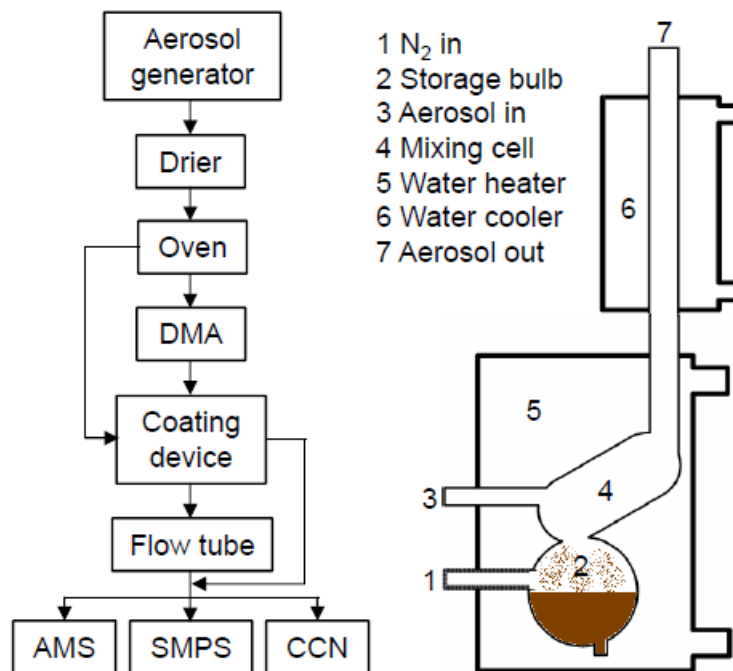 Aerosol
generator
Drier
Oven
DMA
Coating
device
Flow tube
AMS
SMPS
CCN
1 N₂ in
2 Storage bulb
3 Aerosol in
4 Mixing cell
5 Water heater
6 Water cooler
7 Aerosol out
7
6
5
4
3
2
1